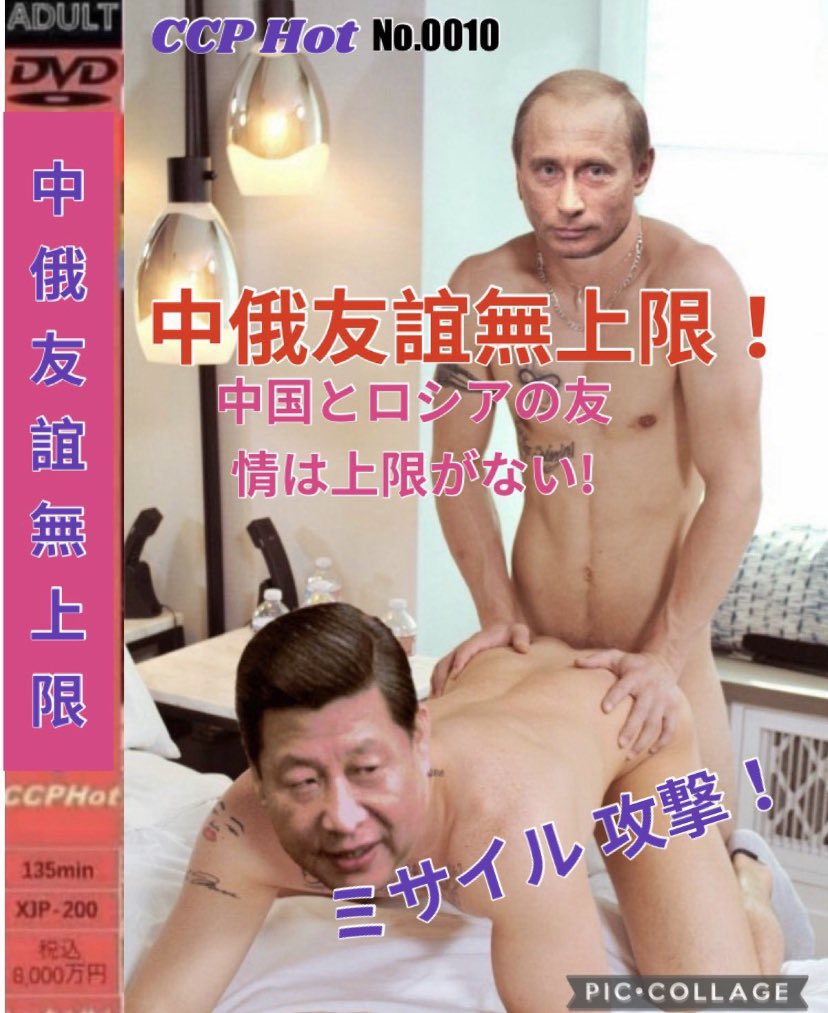 ADULT
DVD
中俄友誼無上限
CCPHot
135min
XJP-200
税込
8,000万円
CCP Hot No.0010
中俄友誼無上限！
中国とロシアの友
情は上限がない!
ミサイル 攻撃！
PIC•COLLAGE